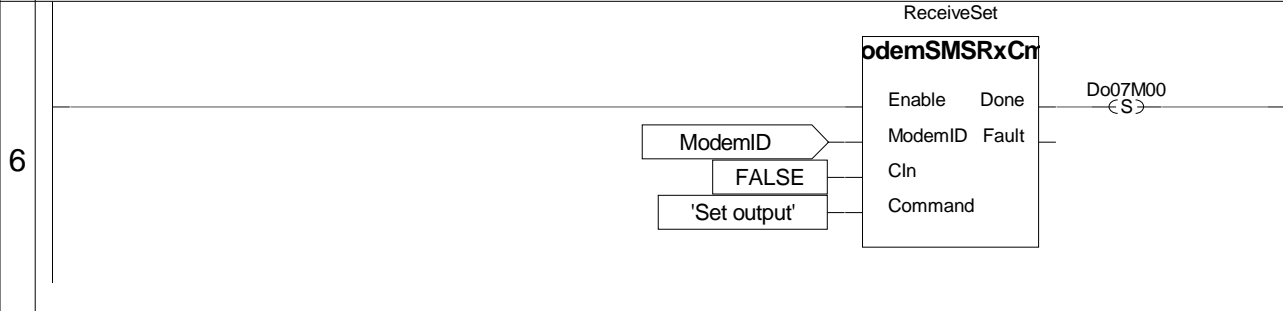 ReceiveSet
odemSMSRxCm
Enable Done
Do07M00
S
ModemID
ModemID Fault
6
FALSE
CIn
'Set output'
Command